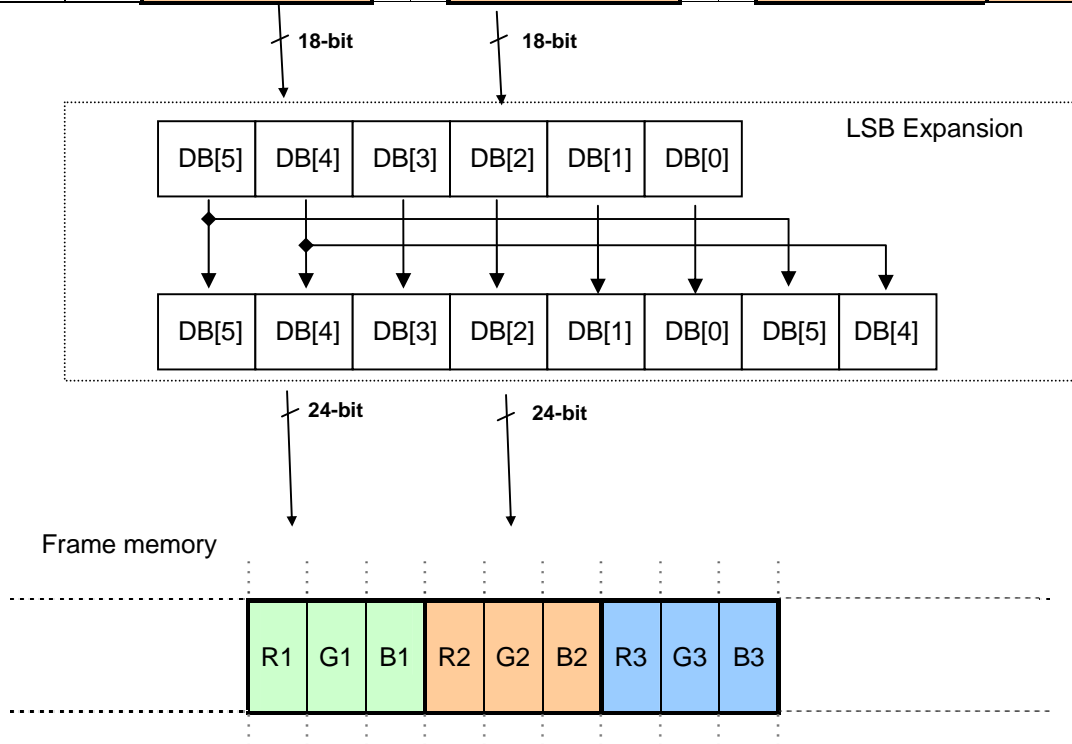 18-bit 18-bit
LSB Expansion
DB[5] DB[4] DB[3] DB[2] DB[1] DB[0]
DB[5] DB[4] DB[3] DB[2] DB[1] DB[0] DB[5] DB[4]
24-bit 24-bit
Frame memory
R1 G1 B1 R2 G2 B2 R3 G3 B3